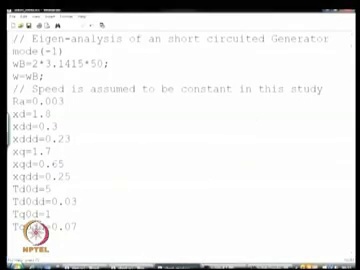 // Eigen-analysis of an short circuited Generator
mode(-1)
wB=2*3.1415*50;
w=wB;
// Speed is assumed to be constant in this study
Ra=0.003
xd=1.8
xdd=0.3
xddd=0.23
xq=1.7
xqd=0.65
xqdd=0.25
Td0d=5
Td0dd=0.03
Tq0d=1
0.07
NPTEL